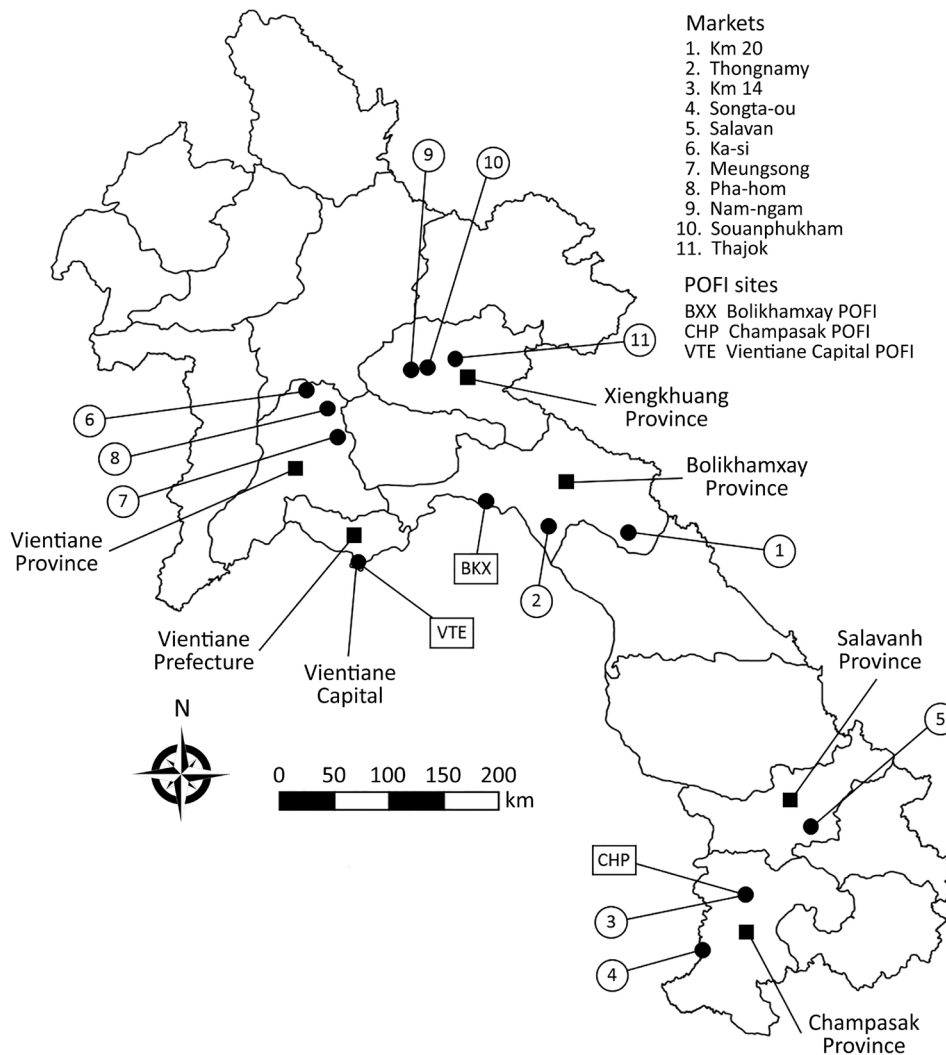 Markets
1. Km 20
2. Thongnamy
3. Km 14
4. Songta-ou
5. Salavan
6. Ka-si
7. Meungsong
8. Pha-hom
9. Nam-ngam
10. Souanphukham
11. Thajok
POFI sites
BXX Bolikhamxay POFI
CHP Champasak POFI
VTE Vientiane Capital POFI
9
10
11
Xiengkhuang
Province
6
8
7
Bolikhamxay
Province
Vientiane
Province
BKX
2
1
VTE
Vientiane
Prefecture
Vientiane
Capital
Salavanh
Province
5
N
0 50 100 150 200
km
CHP
3
4
Champasak
Province